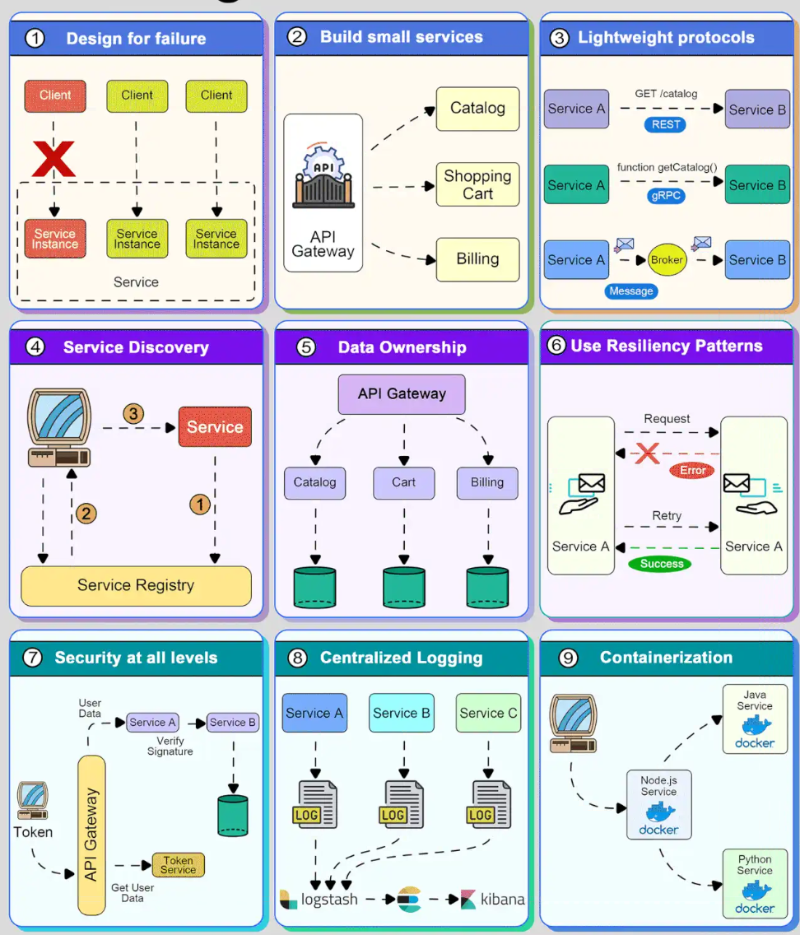 1 Design for failure
Client
Client
Client
X
Service
Instance
Service
Instance
Service
Instance
Service
2 Build small services
API
API
Gateway
Catalog
Shopping
Cart
Billing
3 Lightweight protocols
Service A
GET /catalog
REST
Service B
Service A
function getCatalog()
gRPC
Service B
Service A
Broker
Service B
Message
4 Service Discovery
3
Service
2
1
Service Registry
5 Data Ownership
API Gateway
Catalog
Cart
Billing
6 Use Resiliency Patterns
Request
Error
Retry
Service A
Service A
Success
7 Security at all levels
User
Data
Service A
Service B
Verify
Signature
Token
API Gateway
Token
Service
Get User
Data
8 Centralized Logging
Service A
Service B
Service C
LOG
LOG
LOG
logstash
kibana
9 Containerization
Java
Service
docker
Node.js
Service
docker
Python
Service
docker